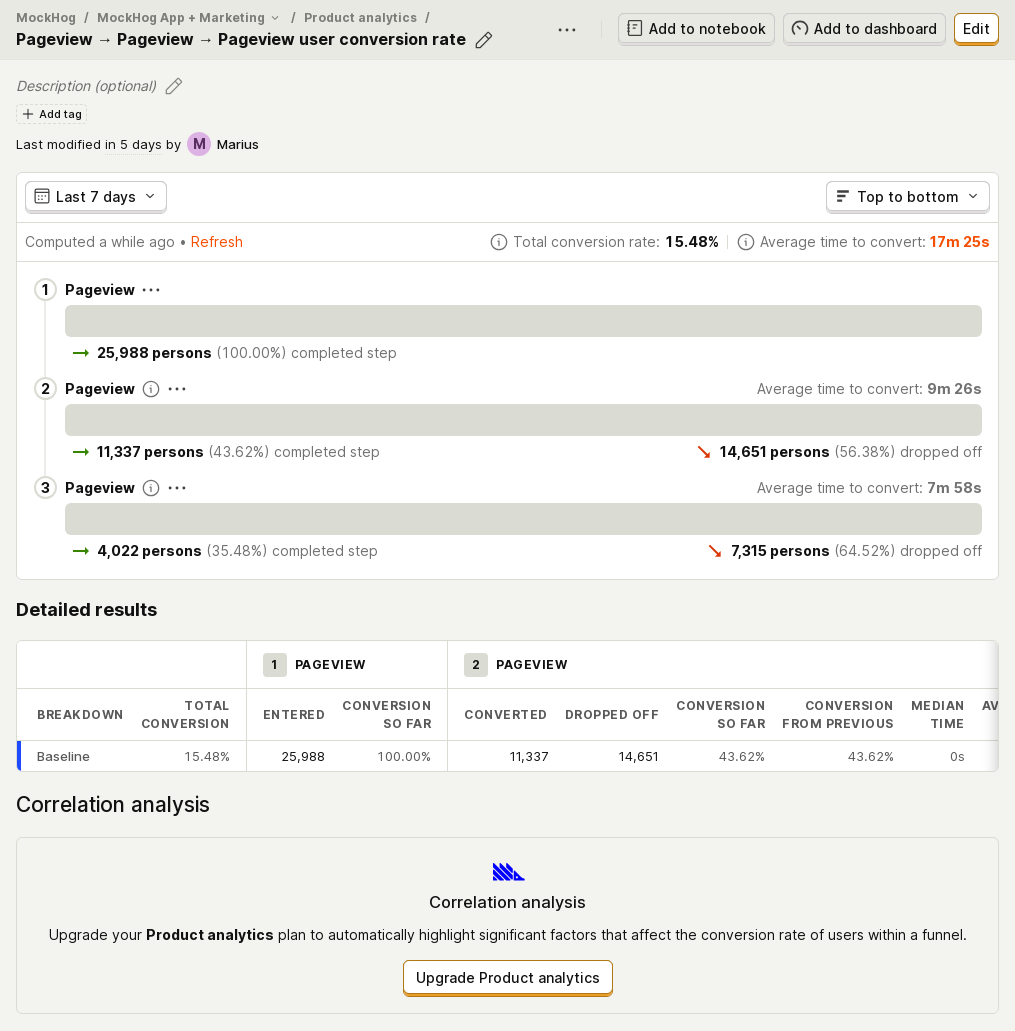 MockHog / MockHog App + Marketing / Product analytics /
Pageview → Pageview → Pageview user conversion rate
Add to notebook
Add to dashboard
Edit
Description (optional)
Add tag
Last modified in 5 days by M Marius
Last 7 days
Top to bottom
Computed a while ago • Refresh
Total conversion rate: 15.48%
Average time to convert: 17m 25s
1 Pageview
25,988 persons (100.00%) completed step
2 Pageview
Average time to convert: 9m 26s
11,337 persons (43.62%) completed step
14,651 persons (56.38%) dropped off
3 Pageview
Average time to convert: 7m 58s
4,022 persons (35.48%) completed step
7,315 persons (64.52%) dropped off
Detailed results
1 PAGEVIEW
2 PAGEVIEW
BREAKDOWN
TOTAL
CONVERSION
ENTERED
CONVERSION
SO FAR
CONVERTED
DROPPED OFF
CONVERSION
SO FAR
CONVERSION
FROM PREVIOUS
MEDIAN
TIME
Baseline 15.48% 25,988 100.00% 11,337 14,651 43.62% 43.62% 0s
Correlation analysis
Correlation analysis
Upgrade your Product analytics plan to automatically highlight significant factors that affect the conversion rate of users within a funnel.
Upgrade Product analytics